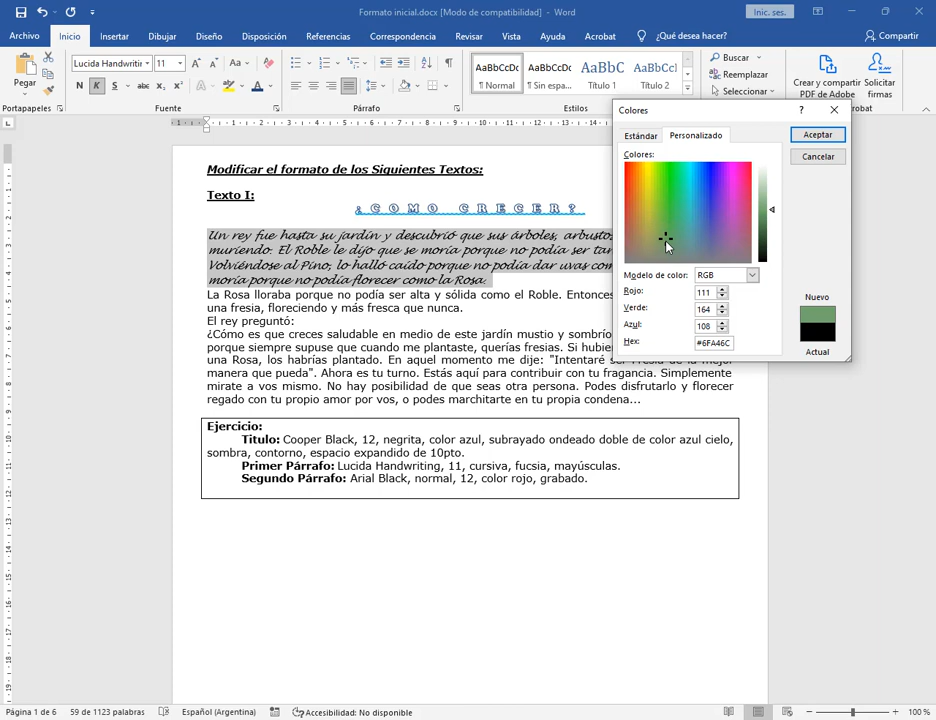 Formato inicial.docx [Modo de compatibilidad] - Word
Inic. ses.
Archivo Inicio Insertar Dibujar Diseño Disposición Referencias Correspondencia Revisar Vista Ayuda Acrobat ¿Qué desea hacer? Compartir
Pegar
Lucida Handwritin 11
Aa
N K S abc x₂ x²
AaBbCcDc AaBbCcDc AaBbC AaBbCcI
¶ Normal ¶ Sin espa... Título 1 Título 2
Buscar
Reemplazar
Seleccionar
Crear y compartir
PDF de Adobe
Solicitar
firmas
Portapapeles Fuente Párrafo Estilos
Colores ?
Estándar Personalizado
Aceptar
Cancelar
Colores:
Modelo de color: RGB
Rojo: 111
Verde: 164
Azul: 108
Hex: #6FA46C
Nuevo
Actual
Modificar el formato de los Siguientes Textos:
Texto I:
¿COMO CRECER?
Un rey fue hasta su jardín y descubrió que sus árboles, arbusto
muriendo. El Roble le dijo que se moría porque no podía ser tan
Volviéndose al Pino, lo halló caído porque no podía dar uvas com
moría porque no podía florecer como la Rosa.
La Rosa lloraba porque no podía ser alta y sólida como el Roble. Entonces
una fresia, floreciendo y más fresca que nunca.
El rey preguntó:
¿Cómo es que creces saludable en medio de este jardín mustio y sombrío
porque siempre supuse que cuando me plantaste, querías fresias. Si hubie
una Rosa, los habrías plantado. En aquel momento me dije: "Intentaré ser Fresia de la mejor
manera que pueda". Ahora es tu turno. Estás aquí para contribuir con tu fragancia. Simplemente
mirate a vos mismo. No hay posibilidad de que seas otra persona. Podes disfrutarlo y florecer
regado con tu propio amor por vos, o podes marchitarte en tu propia condena...
Ejercicio:
Titulo: Cooper Black, 12, negrita, color azul, subrayado ondeado doble de color azul cielo,
sombra, contorno, espacio expandido de 10pto.
Primer Párrafo: Lucida Handwriting, 11, cursiva, fucsia, mayúsculas.
Segundo Párrafo: Arial Black, normal, 12, color rojo, grabado.
Página 1 de 6 59 de 1123 palabras Español (Argentina) Accesibilidad: No disponible 100 %